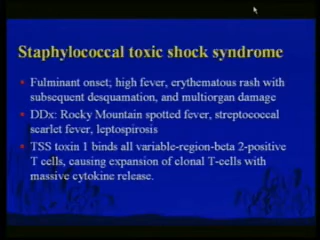 Staphylococcal toxic shock syndrome
Fulminant onset; high fever, erythematous rash with
subsequent desquamation, and multiorgan damage
DDx: Rocky Mountain spotted fever, streptococcal
scarlet fever, leptospirosis
TSS toxin 1 binds all variable-region-beta 2-positive
T cells, causing expansion of clonal T-cells with
massive cytokine release.